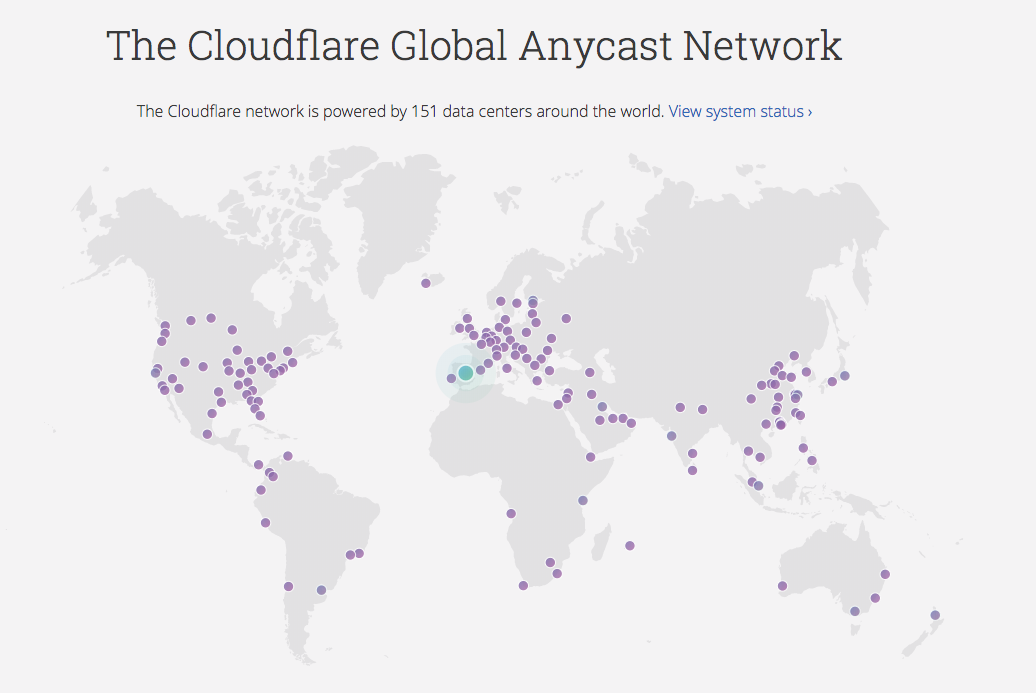 The Cloudflare Global Anycast Network
The Cloudflare network is powered by 151 data centers around the world. View system status ›